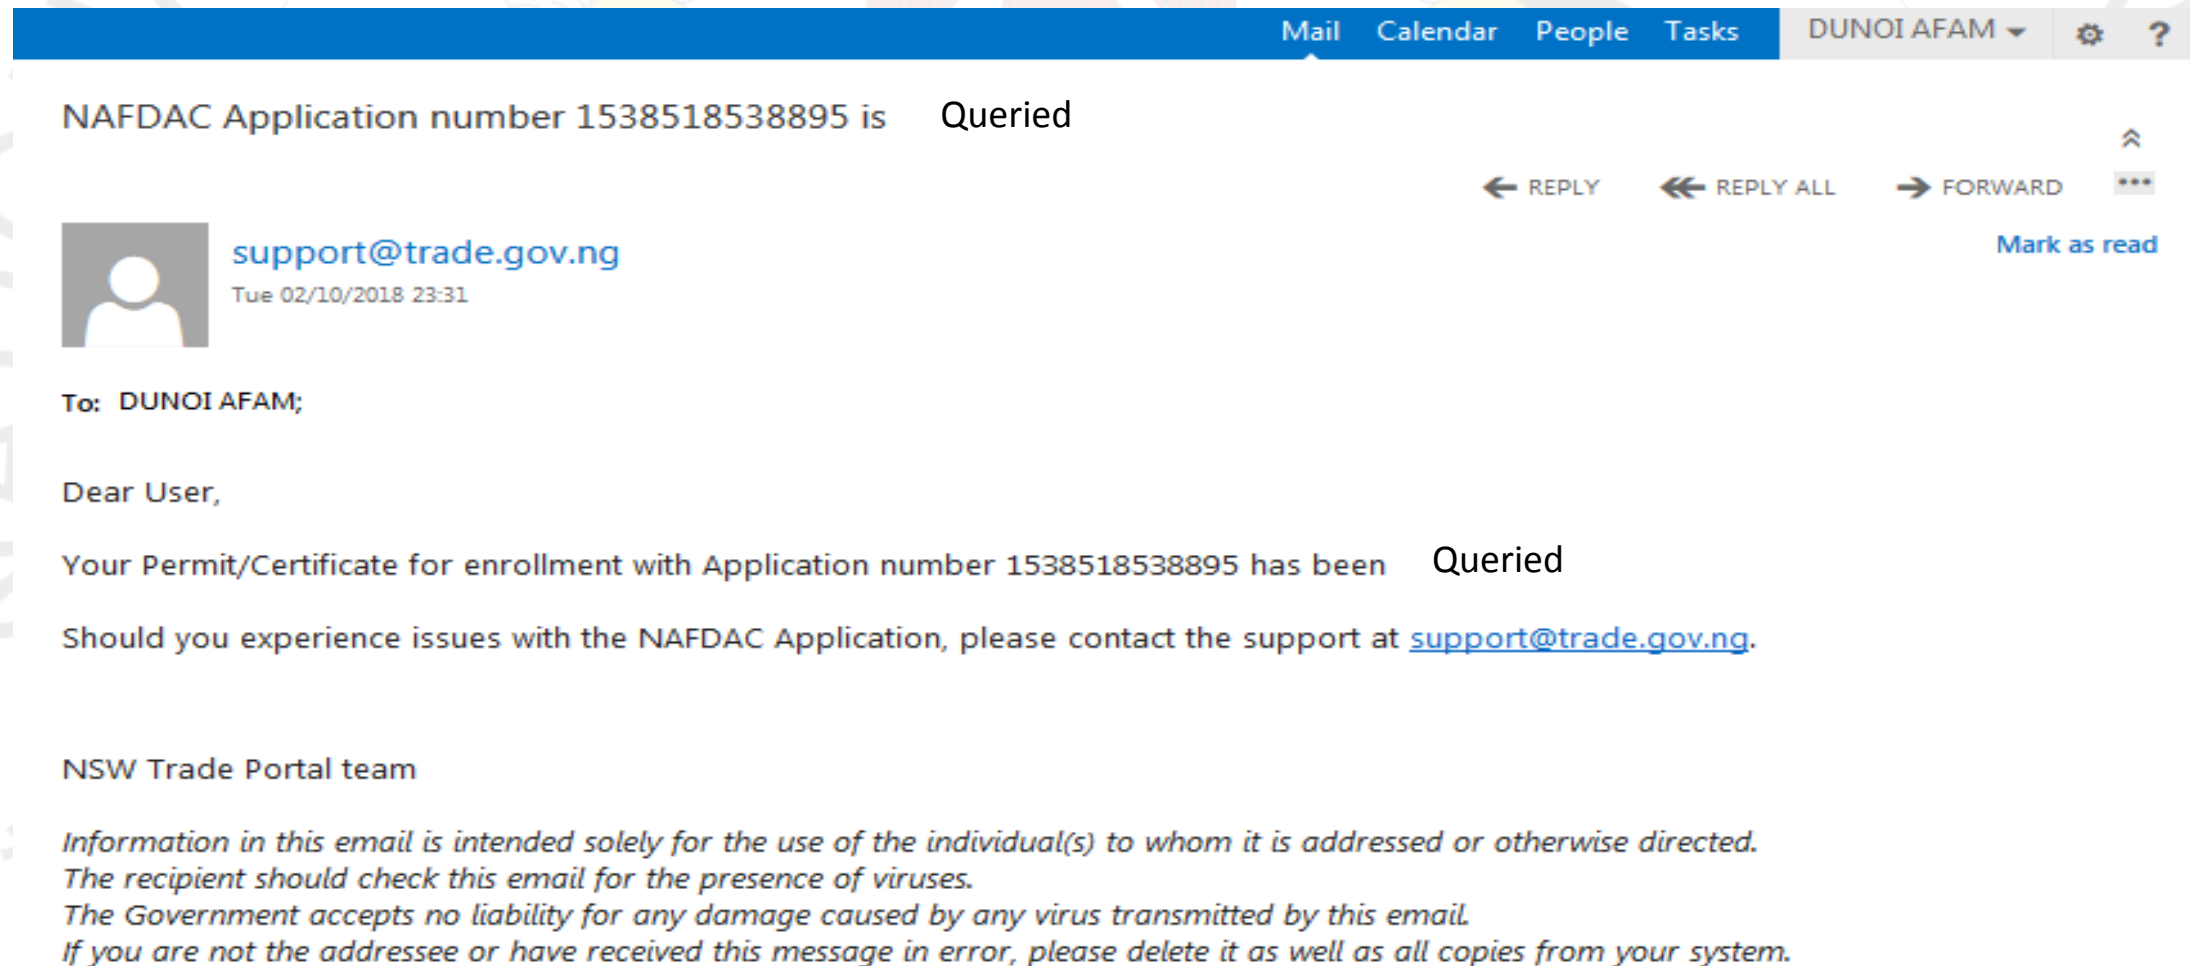 Mail Calendar People Tasks DUNOI AFAM ?
NAFDAC Application number 1538518538895 is Queried
REPLY REPLY ALL FORWARD ...
support@trade.gov.ng Mark as read
Tue 02/10/2018 23:31
To: DUNOI AFAM;
Dear User,
Your Permit/Certificate for enrollment with Application number 1538518538895 has been Queried
Should you experience issues with the NAFDAC Application, please contact the support at support@trade.gov.ng.
NSW Trade Portal team
Information in this email is intended solely for the use of the individual(s) to whom it is addressed or otherwise directed.
The recipient should check this email for the presence of viruses.
The Government accepts no liability for any damage caused by any virus transmitted by this email.
If you are not the addressee or have received this message in error, please delete it as well as all copies from your system.